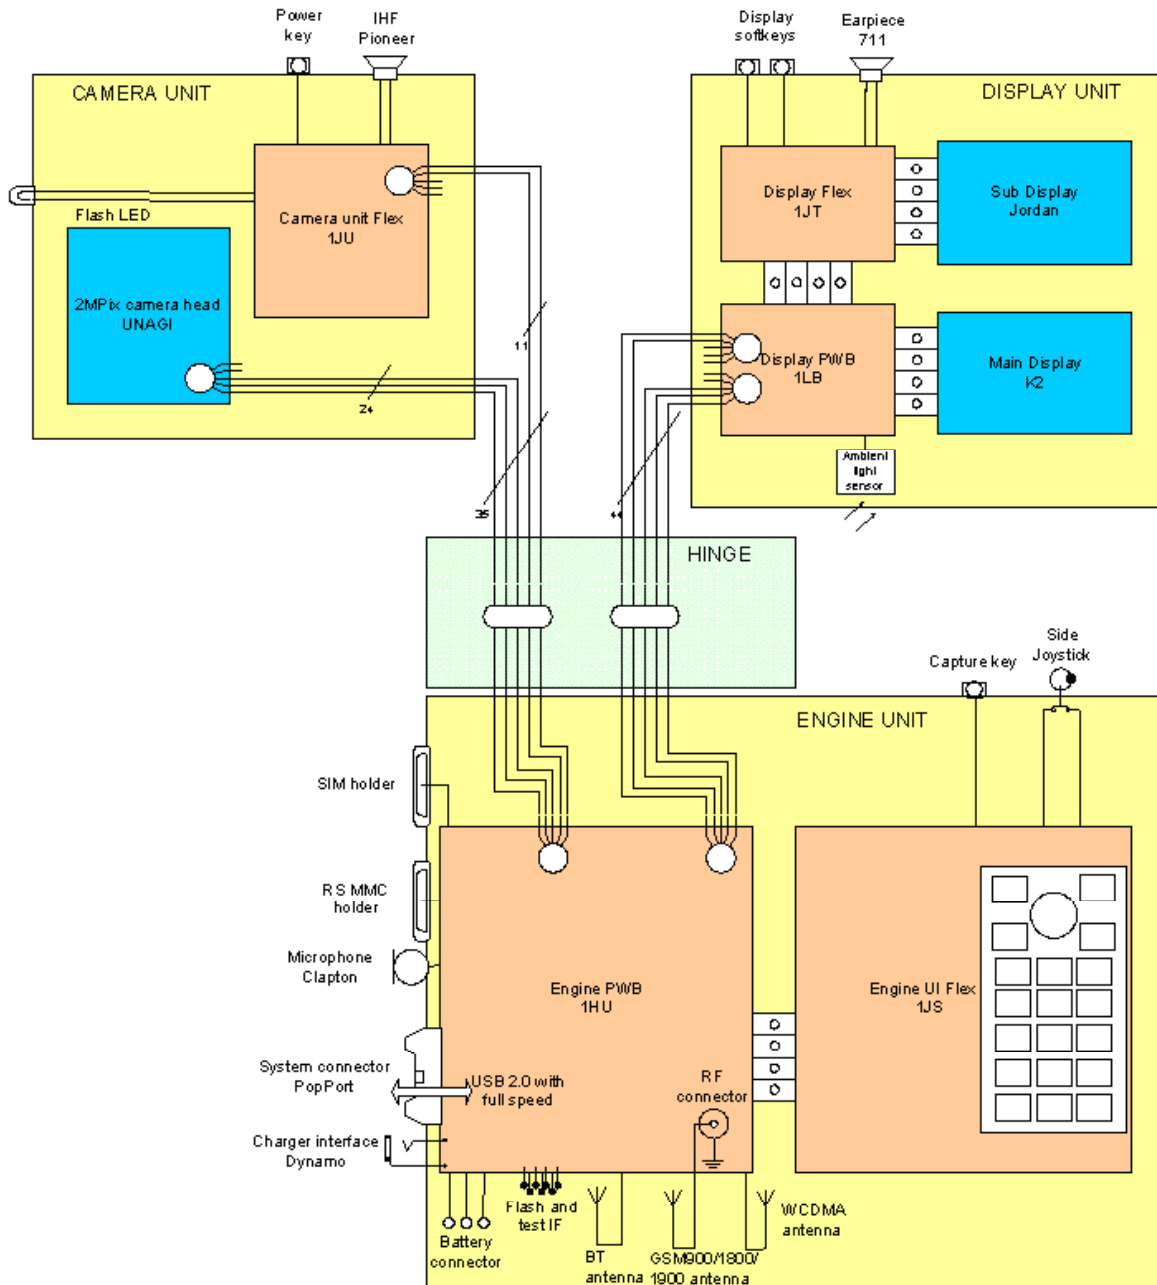 Power
key
IHF
Pioneer
Display
softkeys
Earpiece
711
CAMERA UNIT
DISPLAY UNIT
Camera unit Flex
1JU
Flash LED
2MPix camera head
UNAGI
Display Flex
1JT
Sub Display
Jordan
Display PWB
1LB
Main Display
K2
Ambient
light
sensor
11
24
35
44
HINGE
Capture key
Side
Joystick
ENGINE UNIT
SIM holder
RS MMC
holder
Microphone
Clapton
Engine PWB
1HU
Engine UI Flex
1JS
System connector
PopPort
USB 2.0 with
full speed
RF
connector
Charger interface
Dynamo
Battery
connector
Flash and
test IF
BT
antenna
GSM900/1800/
1900 antenna
WCDMA
antenna